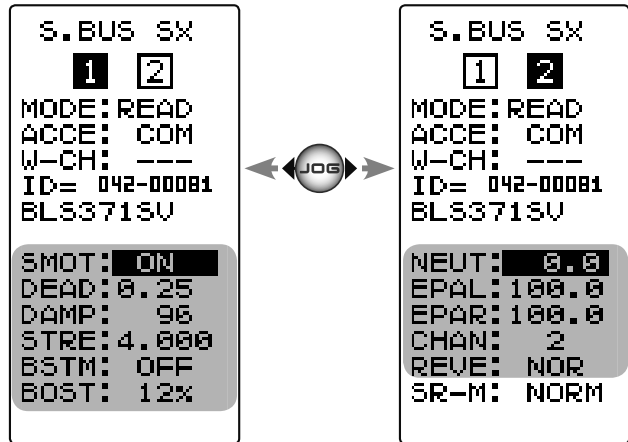 S.BUS SX
1 2
MODE:READ
ACCE: COM
W-CH: ---
ID= 042-00081
BLS371SV
SMOT: ON
DEAD:0.25
DAMP: 96
STRE:4.000
BSTM: OFF
BOST: 12%
JOG
S.BUS SX
1 2
MODE:READ
ACCE: COM
W-CH: ---
ID= 042-00081
BLS371SV
NEUT: 0.0
EPAL:100.0
EPAR:100.0
CHAN: 2
REVE: NOR
SR-M: NORM